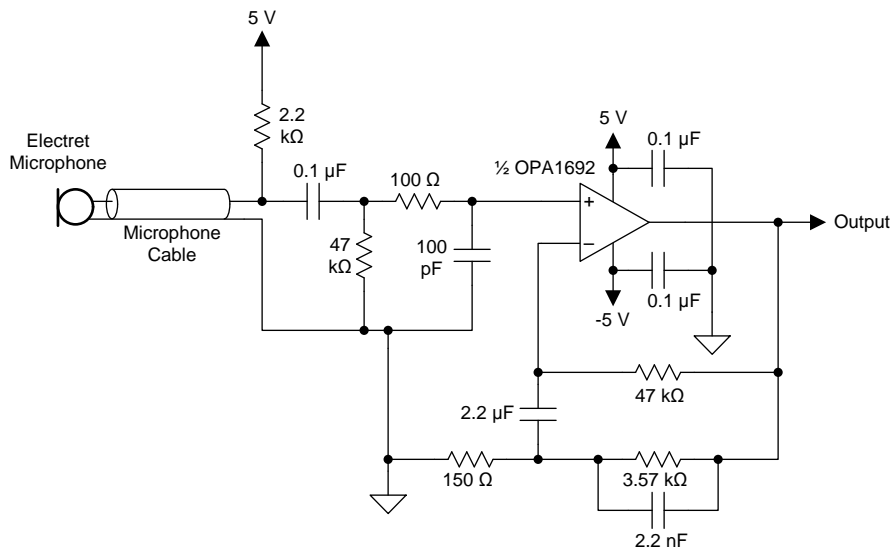 5 V
2.2
kΩ
Electret
Microphone
Microphone
Cable
0.1 µF
47
kΩ
100 Ω
100
pF
½ OPA1692
+
−
5 V
0.1 µF
0.1 µF
-5 V
Output
47 kΩ
2.2 µF
150 Ω
3.57 kΩ
2.2 nF